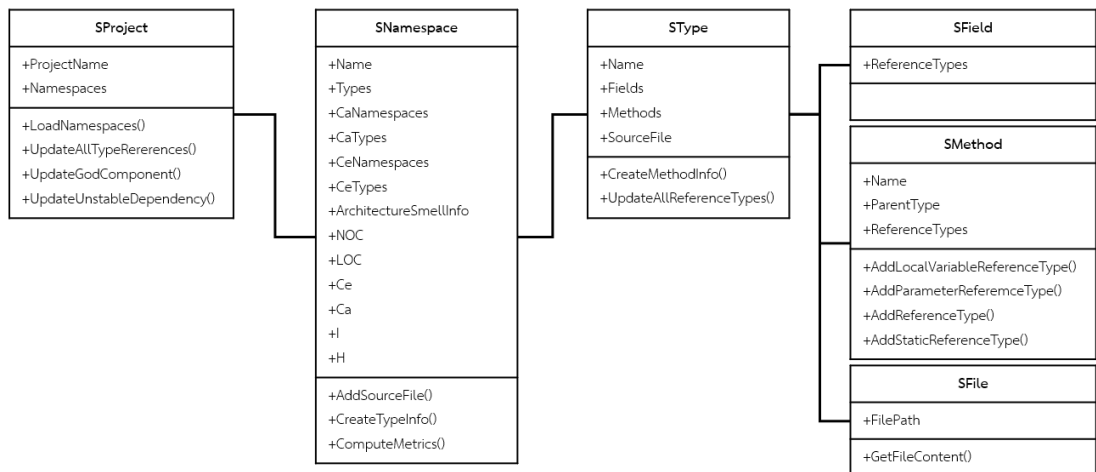 SProject
+ProjectName
+Namespaces
+LoadNamespaces()
+UpdateAllTypeRererences()
+UpdateGodComponent()
+UpdateUnstableDependency()
SNamespace
+Name
+Types
+CaNamespaces
+CaTypes
+CeNamespaces
+CeTypes
+ArchitectureSmellInfo
+NOC
+LOC
+Ce
+Ca
+I
+H
+AddSourceFile()
+CreateTypeInfo()
+ComputeMetrics()
SType
+Name
+Fields
+Methods
+SourceFile
+CreateMethodInfo()
+UpdateAllReferenceTypes()
SField
+ReferenceTypes
SMethod
+Name
+ParentType
+ReferenceTypes
+AddLocalVariableReferenceType()
+AddParameterReferemceType()
+AddReferenceType()
+AddStaticReferenceType()
SFile
+FilePath
+GetFileContent()